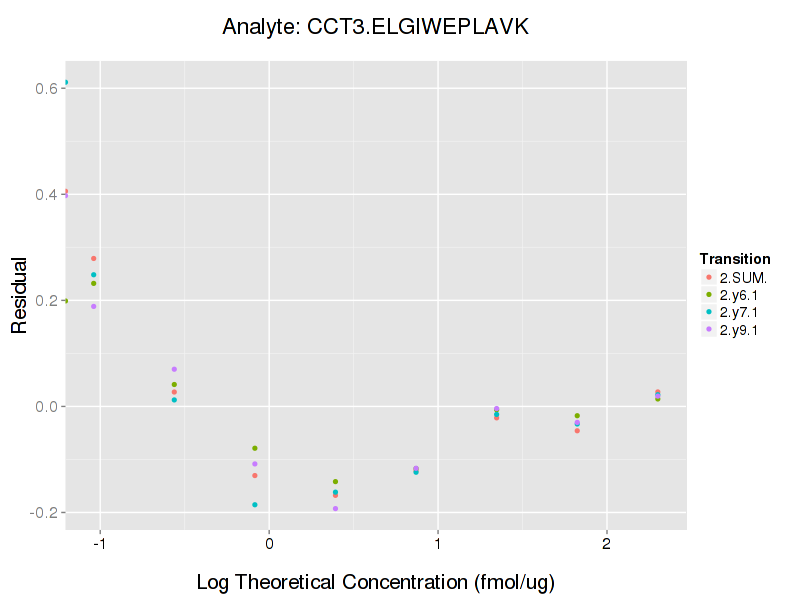 Analyte: CCT3.ELGIWEPLAVK
Residual
0.6
0.4
0.2
0.0
-0.2
-1
0
1
2
Log Theoretical Concentration (fmol/ug)
Transition
2.SUM.
2.y6.1
2.y7.1
2.y9.1